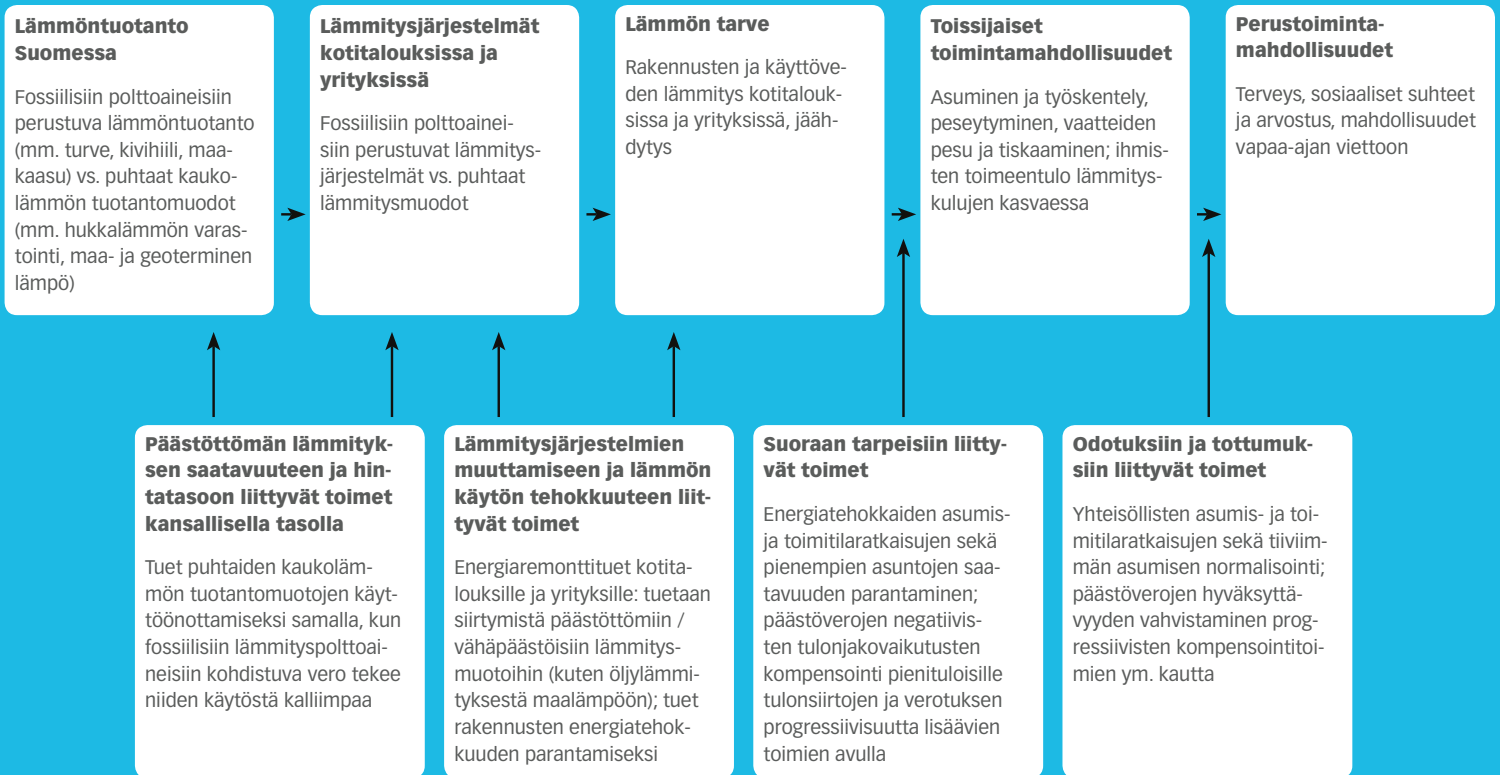 Lämmöntuotanto
Suomessa
Fossiilisiin polttoaineisiin
perustuva lämmöntuotanto
(mm. turve, kivihiili, maa-
kaasu) vs. puhtaat kauko-
lämmön tuotantomuodot
(mm. hukkalämmön varas-
tointi, maa- ja geoterminen
lämpö)
Lämmitysjärjestelmät
kotitalouksissa ja
yrityksissä
Fossiilisiin polttoainei-
siin perustuvat lämmitys-
järjestelmät vs. puhtaat
lämmitysmuodot
Lämmön tarve
Rakennusten ja käyttöve-
den lämmitys kotitalouk-
sissa ja yrityksissä, jääh-
dytys
Toissijaiset
toimintamahdollisuudet
Asuminen ja työskentely,
peseytyminen, vaatteiden
pesu ja tiskaaminen; ihmis-
ten toimeentulo lämmitys-
kulujen kasvaessa
Perustoiminta-
mahdollisuudet
Terveys, sosiaaliset suhteet
ja arvostus, mahdollisuudet
vapaa-ajan viettoon
Päästöttömän lämmityk-
sen saatavuuteen ja hin-
tatasoon liittyvät toimet
kansallisella tasolla
Tuet puhtaiden kaukoläm-
mön tuotantomuotojen käyt-
töönottamiseksi samalla, kun
fossiilisiin lämmityspolttoai-
neisiin kohdistuva vero tekee
niiden käytöstä kalliimpaa
Lämmitysjärjestelmien
muuttamiseen ja lämmön
käytön tehokkuuteen liit-
tyvät toimet
Energiaremonttituet kotita-
louksille ja yrityksille: tuetaan
siirtymistä päästöttömiin /
vähäpäästöisiin lämmitys-
muotoihin (kuten öljylämmi-
tyksestä maalämpöön); tuet
rakennusten energiatehok-
kuuden parantamiseksi
Suoraan tarpeisiin liitty-
vät toimet
Energiatehokkaiden asumis-
ja toimitilaratkaisujen sekä
pienempien asuntojen saa-
tavuuden parantaminen;
päästöverojen negatiivis-
ten tulonjakovaikutusten
kompensointi pienituloisille
tulonsiirtojen ja verotuksen
progressiivisuutta lisäävien
toimien avulla
Odotuksiin ja tottumuk-
siin liittyvät toimet
Yhteisöllisten asumis- ja toi-
mitilaratkaisujen sekä tiiviim-
män asumisen normalisointi;
päästöverojen hyväksyttä-
vyyden vahvistaminen prog-
ressiivisten kompensointitoi-
mien ym. kautta